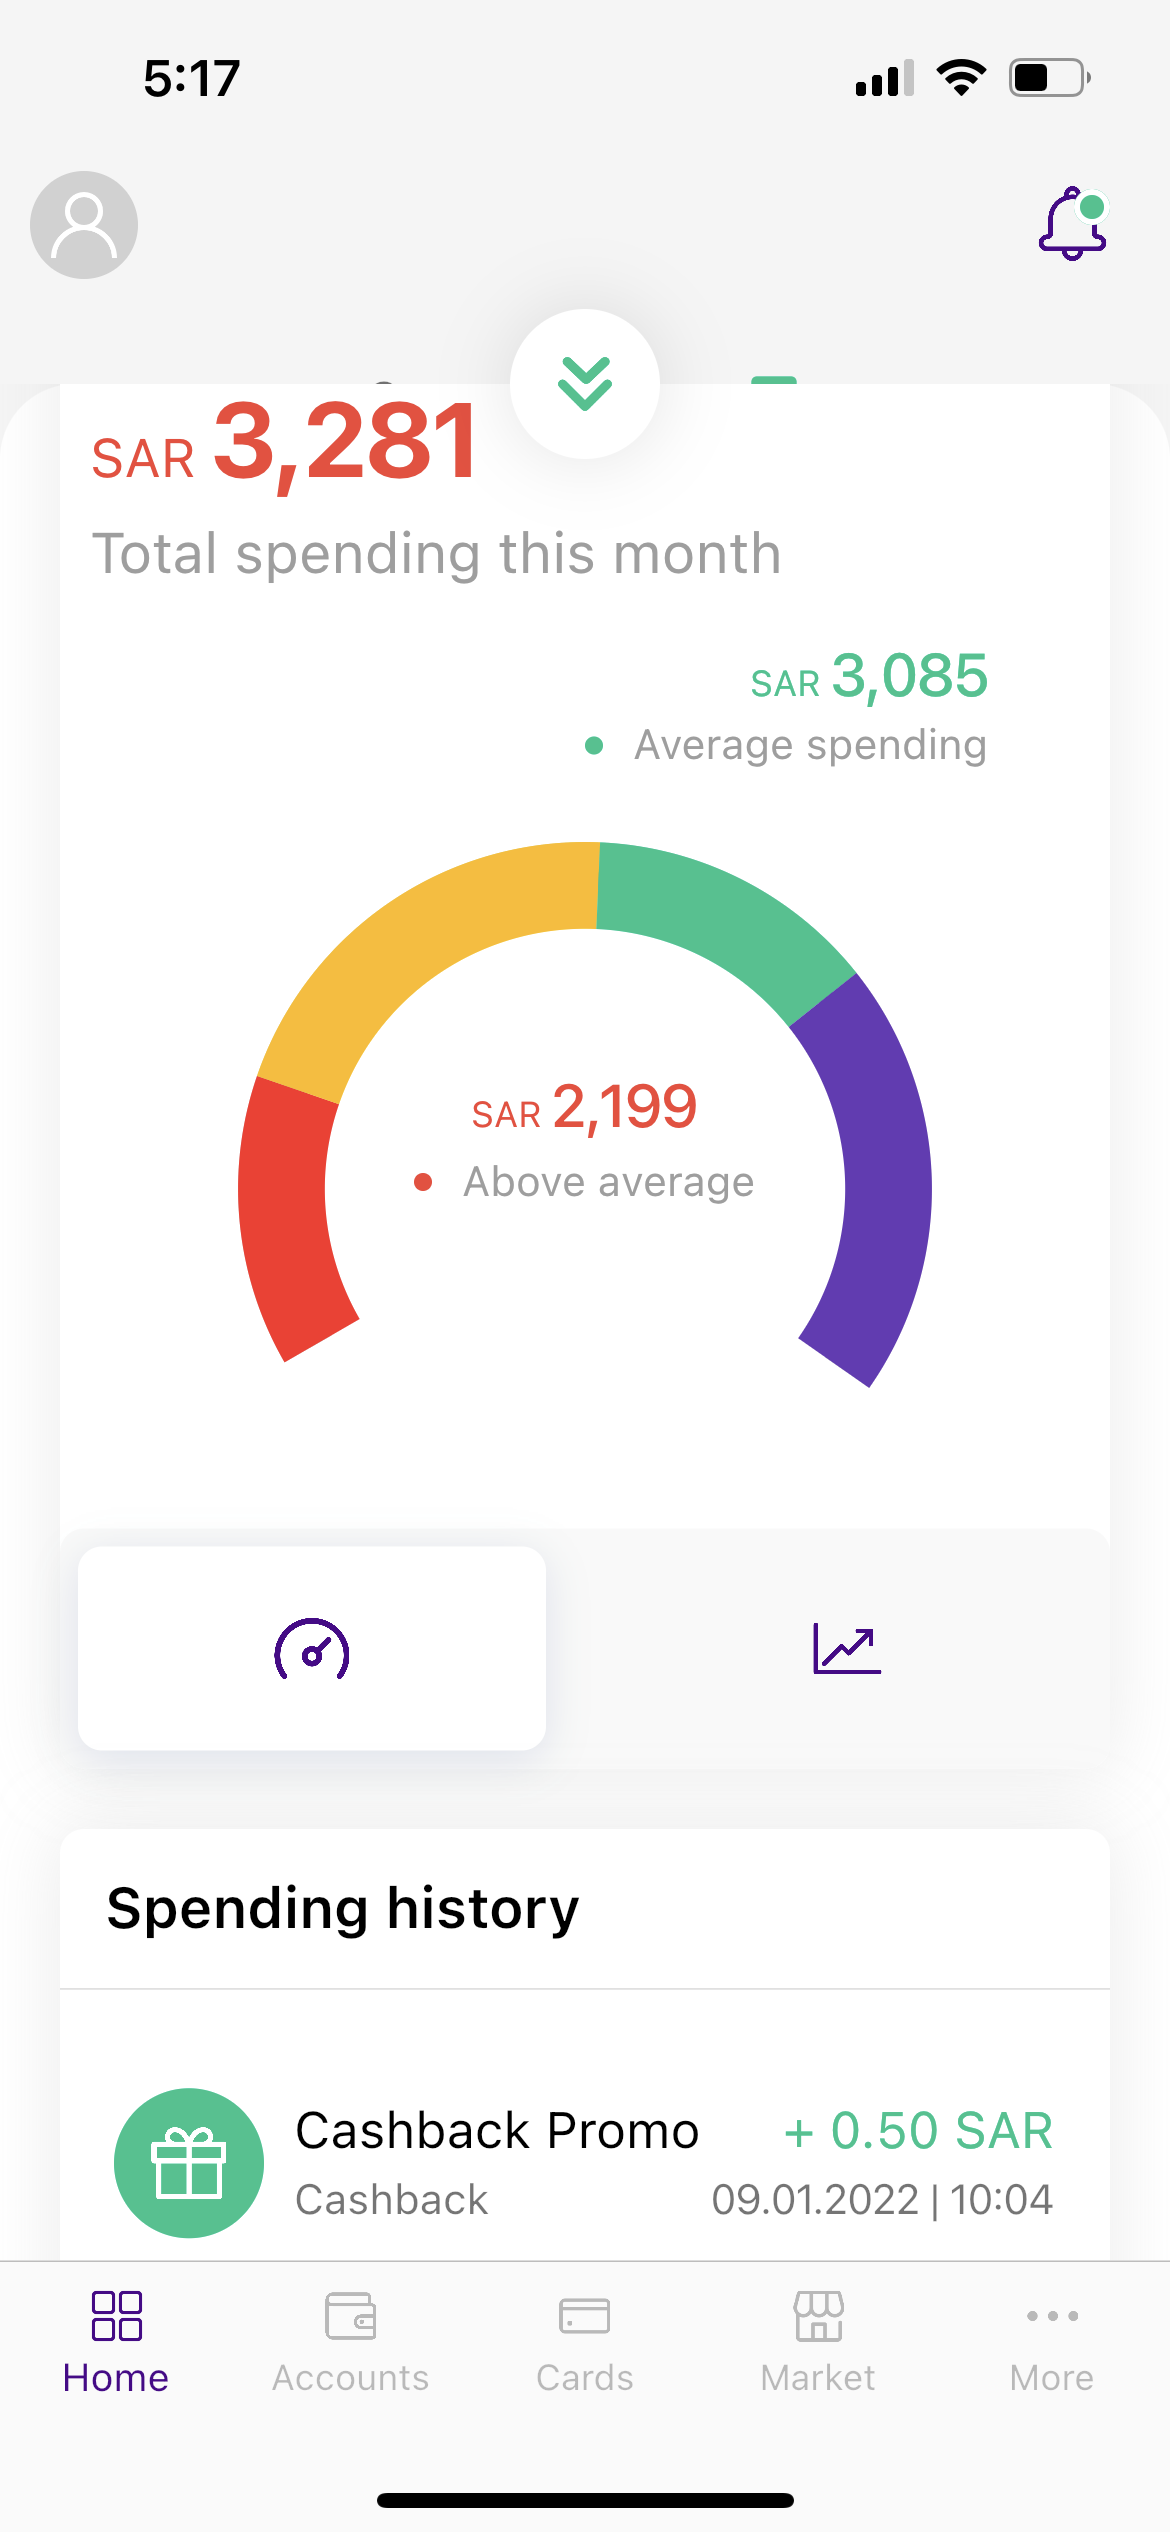 5:17
SAR 3,281
Total spending this month
SAR 3,085
Average spending
SAR 2,199
Above average
Spending history
Cashback Promo + 0.50 SAR
Cashback 09.01.2022 | 10:04
Home Accounts Cards Market More